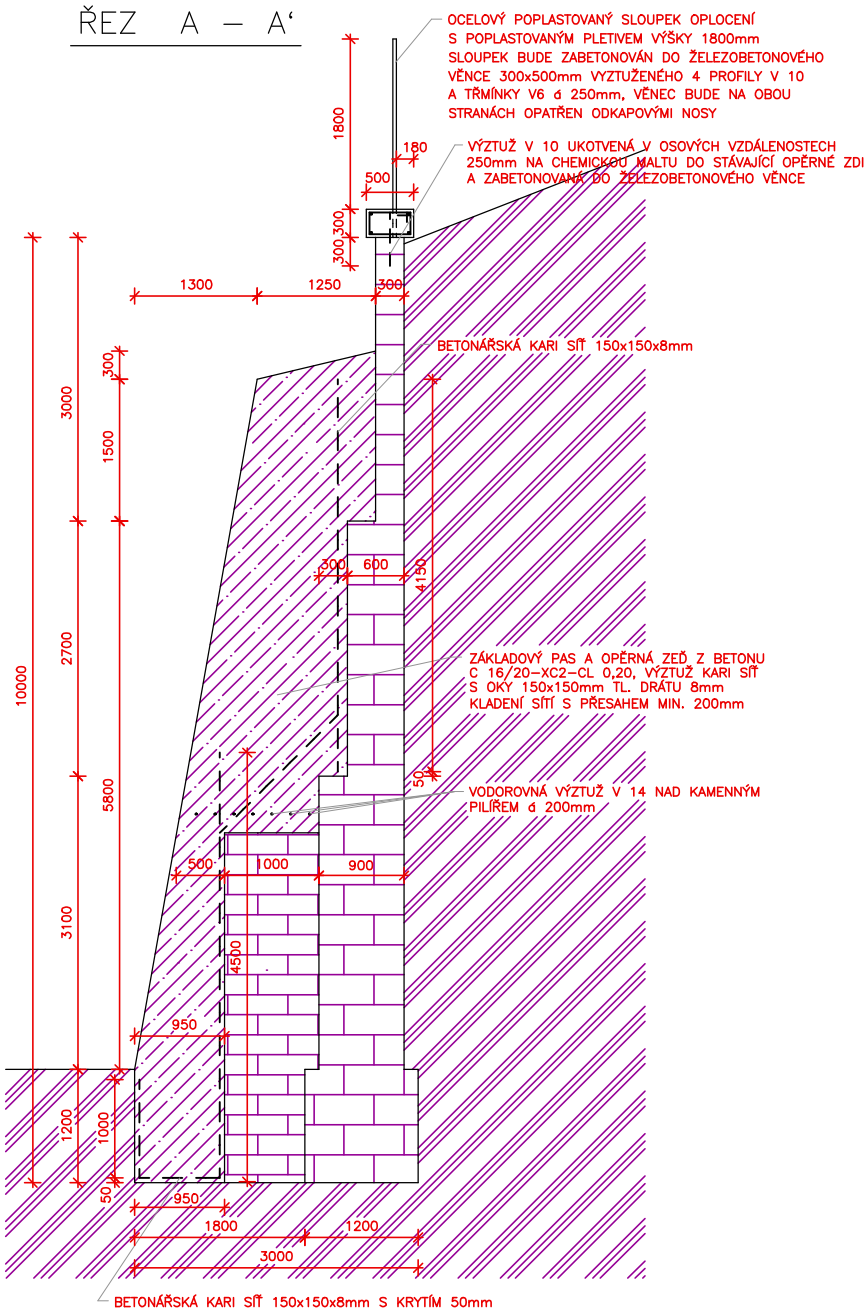 ŘEZ A – A'
OCELOVÝ POPLASTOVANÝ SLOUPEK OPLOCENÍ
S POPLASTOVANÝM PLETIVEM VÝŠKY 1800mm
SLOUPEK BUDE ZABETONOVÁN DO ŽELEZOBETONOVÉHO
VĚNCE 300x500mm VYZTUŽENÉHO 4 PROFILY V 10
A TŘMÍNKY V6 á 250mm, VĚNEC BUDE NA OBOU
STRANÁCH OPATŘEN ODKAPOVÝMI NOSY
1800
180
VÝZTUŽ V 10 UKOTVENÁ V OSOVÝCH VZDÁLENOSTECH
250mm NA CHEMICKOU MALTU DO STÁVAJÍCÍ OPĚRNÉ ZDI
A ZABETONOVANÁ DO ŽELEZOBETONOVÉHO VĚNCE
500
300
300
1300
1250
300
BETONÁŘSKÁ KARI SÍŤ 150x150x8mm
300
3000
1500
300
600
4150
2700
10000
ZÁKLADOVÝ PAS A OPĚRNÁ ZEĎ Z BETONU
C 16/20–XC2–CL 0,20, VÝZTUŽ KARI SÍŤ
S OKY 150x150mm TL. DRÁTU 8mm
KLADENÍ SÍTÍ S PŘESAHEM MIN. 200mm
50
5800
VODOROVNÁ VÝZTUŽ V 14 NAD KAMENNÝM
PILÍŘEM á 200mm
500
1000
900
3100
4500
950
1200
1000
50
950
1800
1200
3000
BETONÁŘSKÁ KARI SÍŤ 150x150x8mm S KRYTÍM 50mm